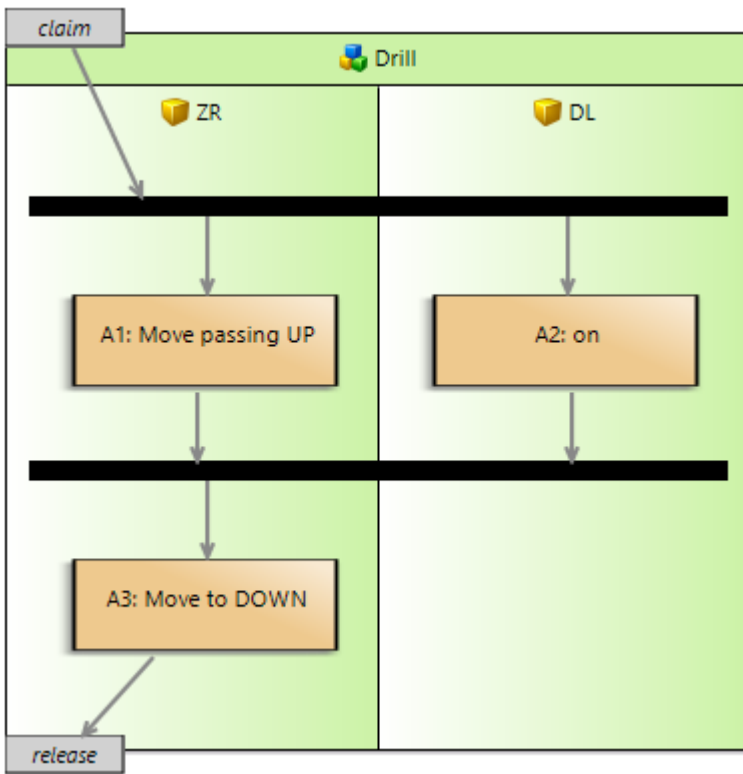 claim
Drill
ZR
DL
A1: Move passing UP
A2: on
A3: Move to DOWN
release